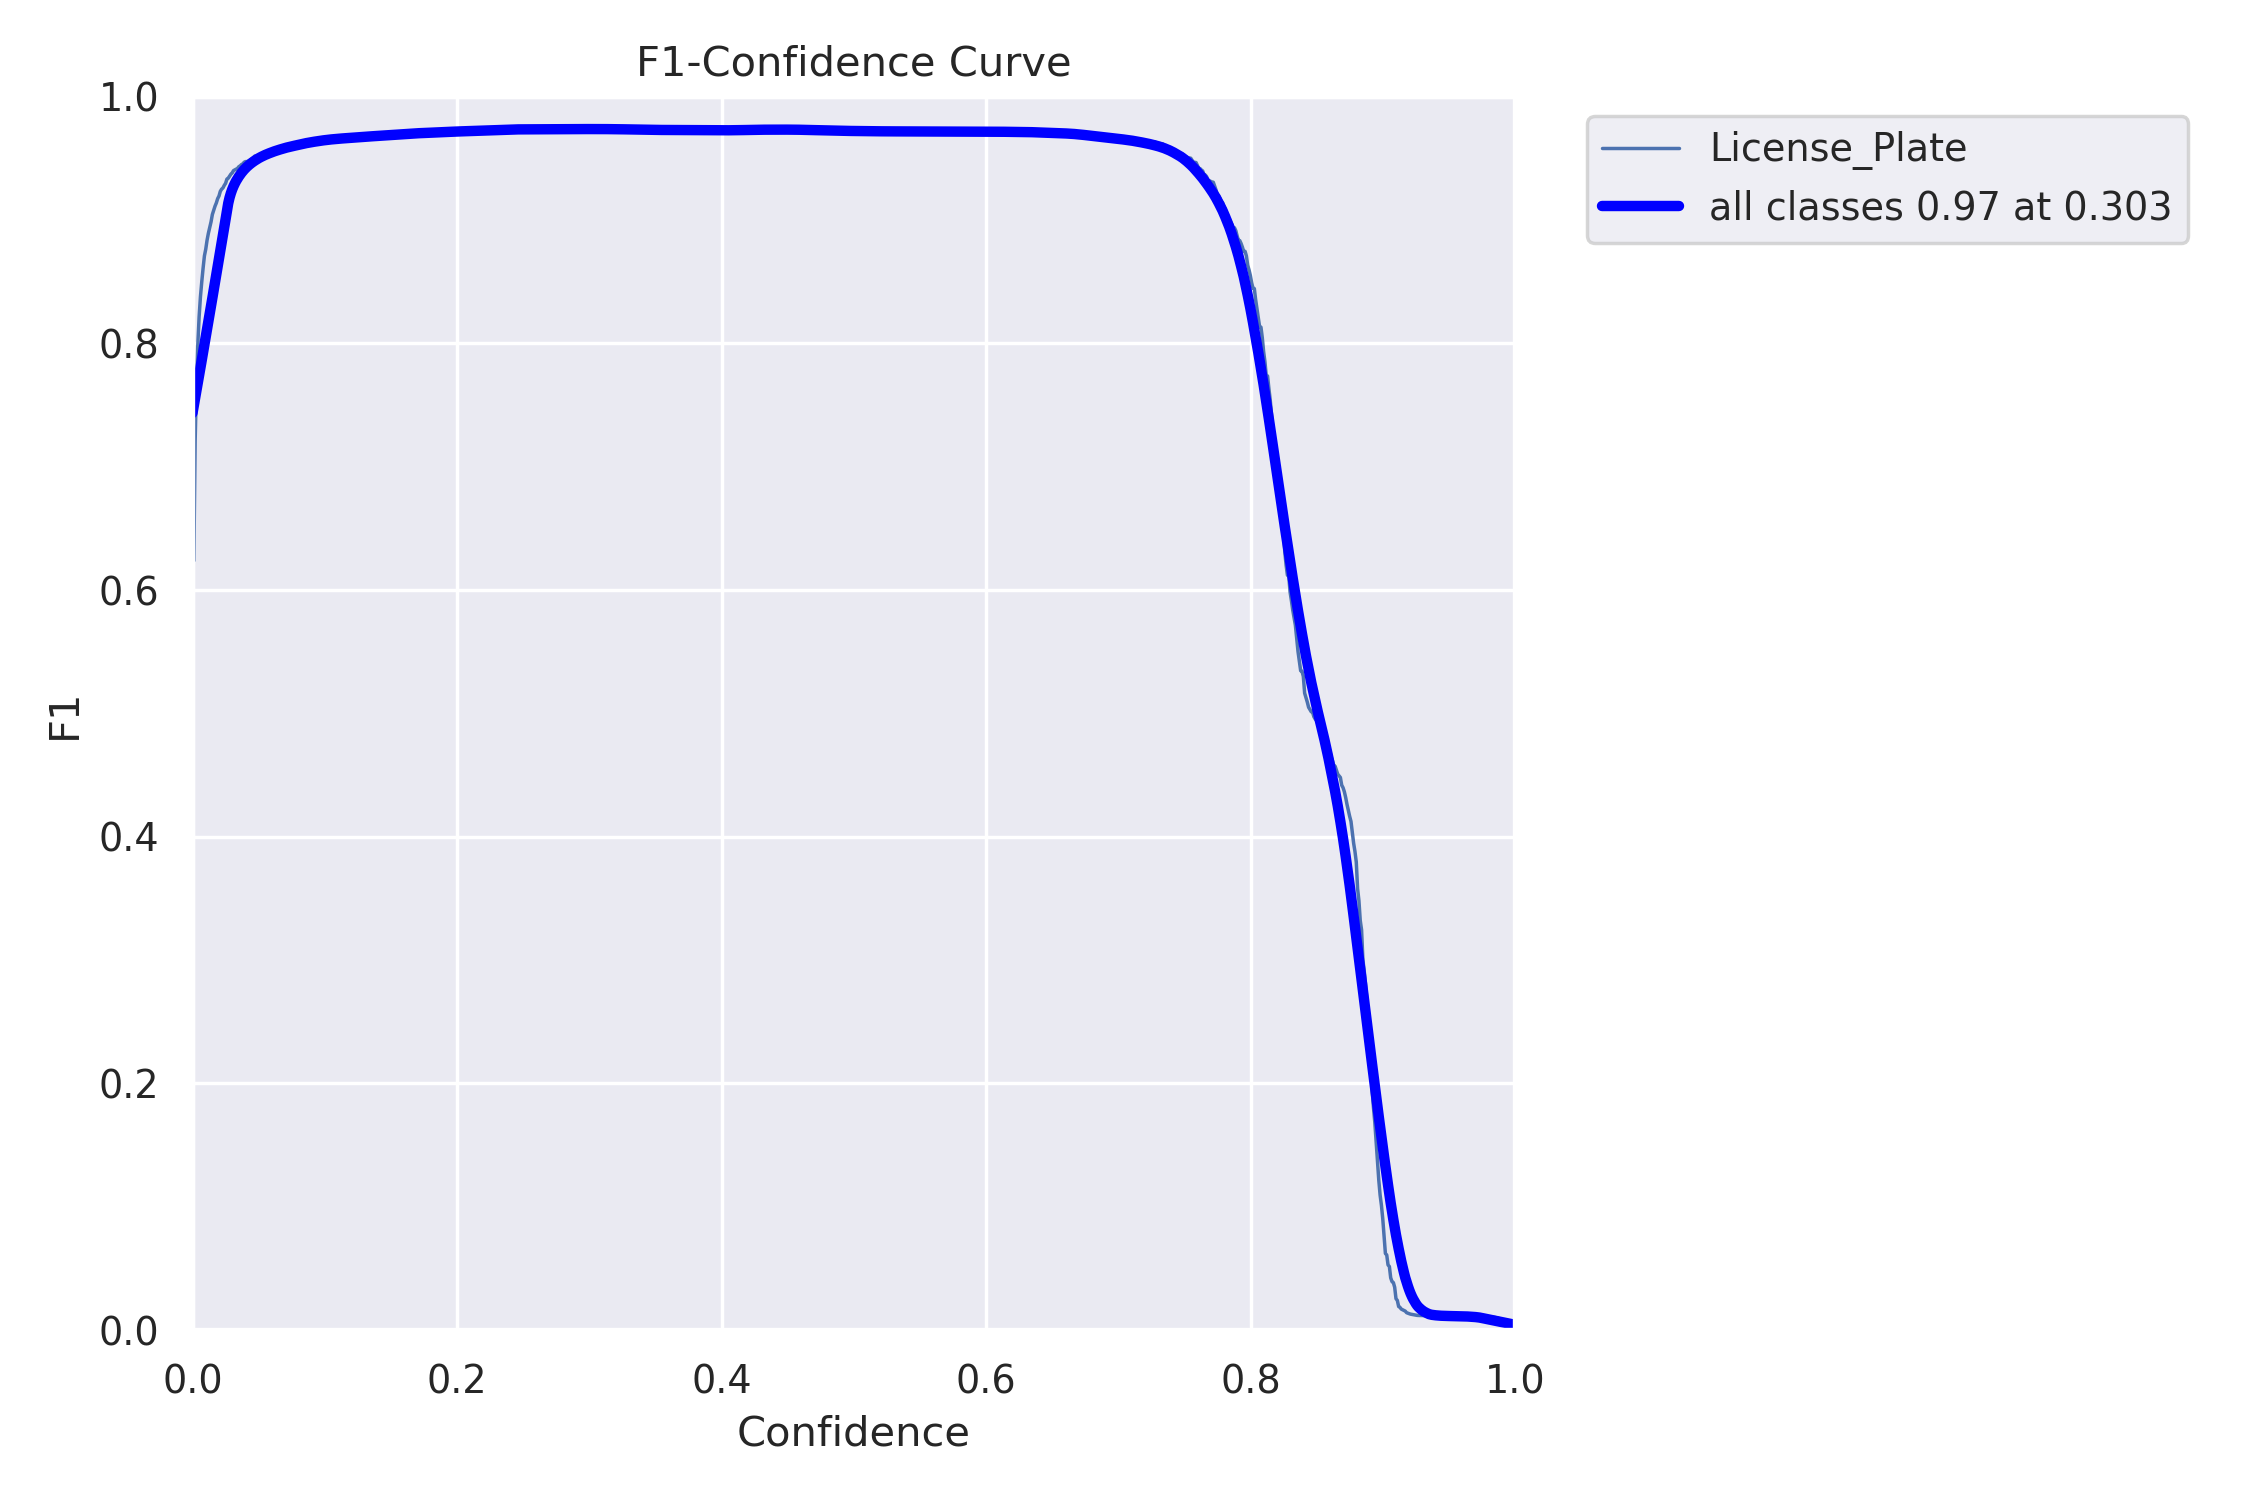 F1-Confidence Curve
License_Plate
all classes 0.97 at 0.303
1.0
0.8
0.6
0.4
0.2
0.0
F1
0.0 0.2 0.4 0.6 0.8 1.0
Confidence